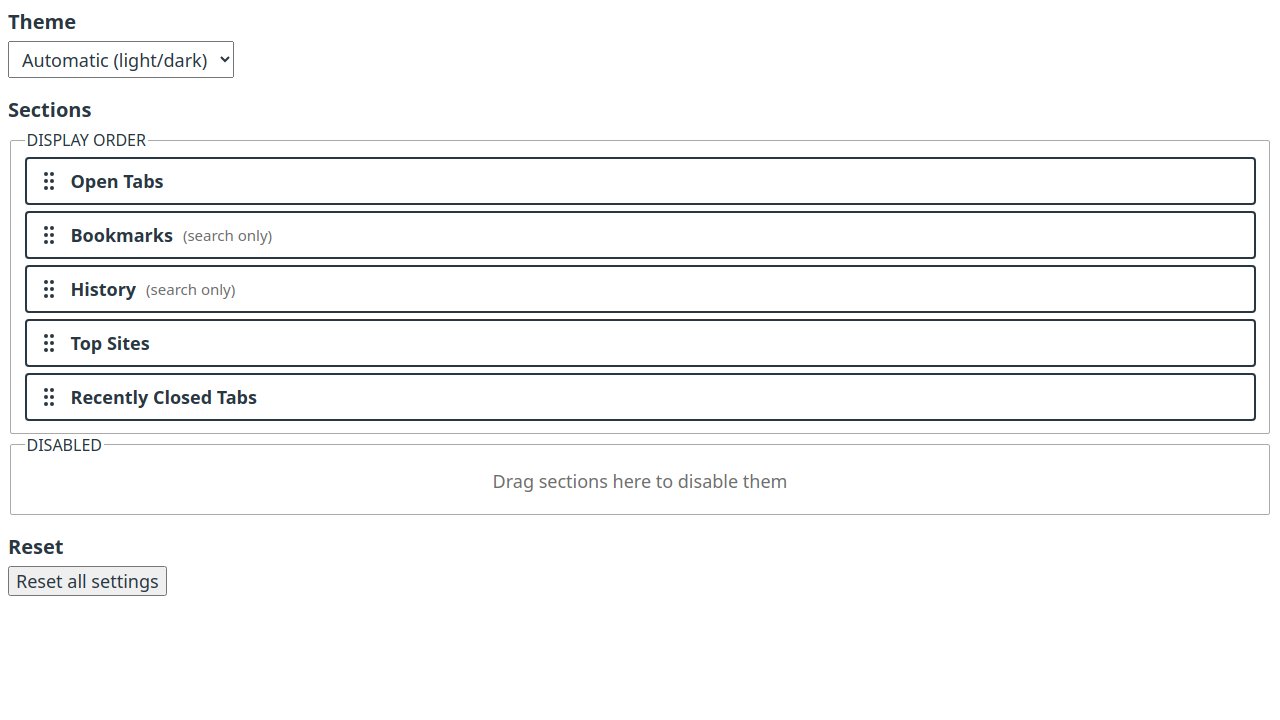 Theme
Automatic (light/dark)
Sections
DISPLAY ORDER
Open Tabs
Bookmarks (search only)
History (search only)
Top Sites
Recently Closed Tabs
DISABLED
Drag sections here to disable them
Reset
Reset all settings